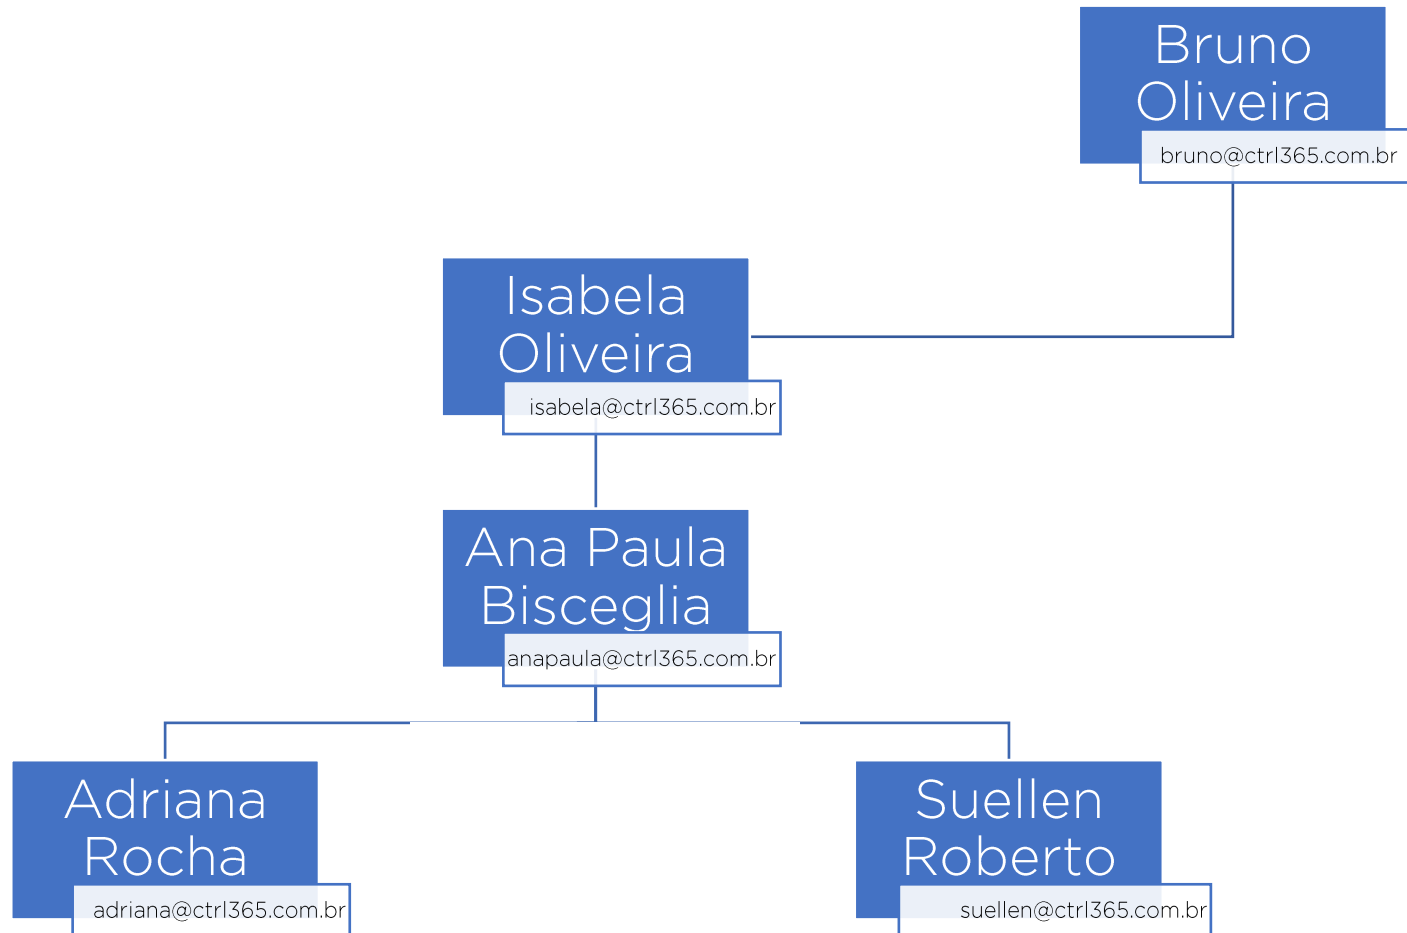 Bruno
Oliveira
bruno@ctrl365.com.br
Isabela
Oliveira
isabela@ctrl365.com.br
Ana Paula
Bisceglia
anapaula@ctrl365.com.br
Adriana
Rocha
adriana@ctrl365.com.br
Suellen
Roberto
suellen@ctrl365.com.br